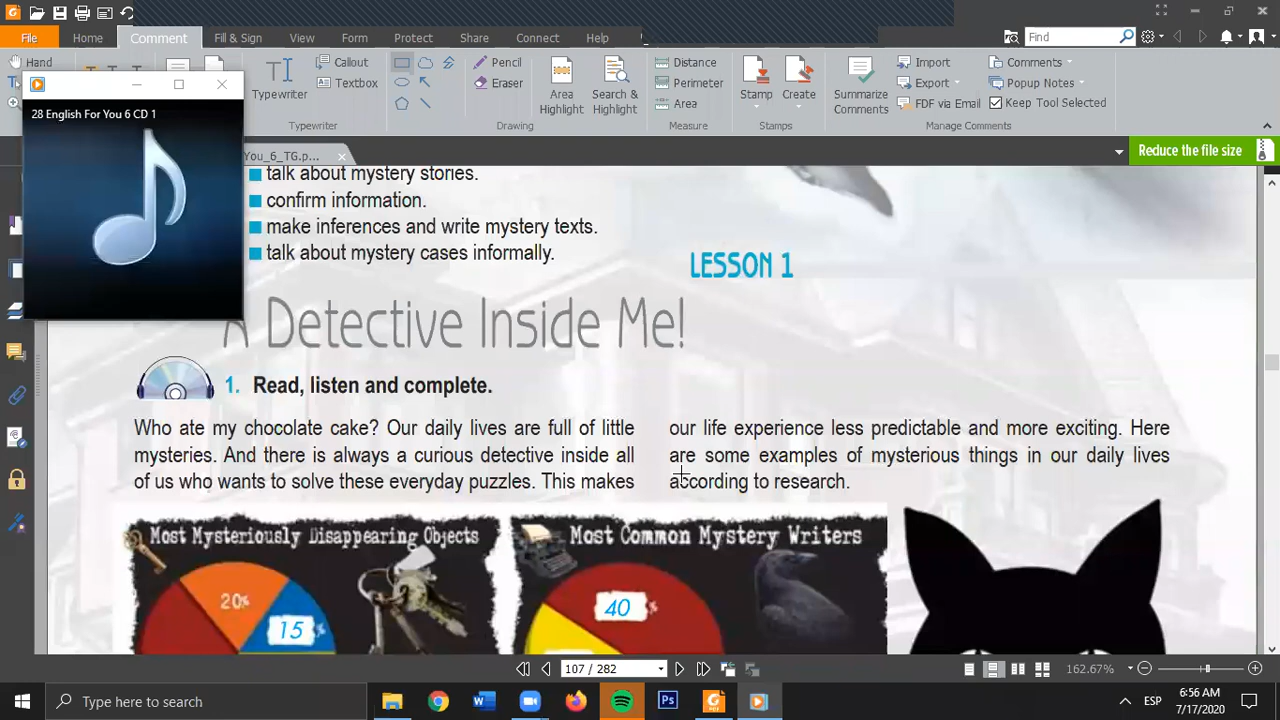 File Home Comment Fill & Sign View Form Protect Share Connect Help Find
Hand Callout Pencil Distance Import Comments
Typewriter Textbox Eraser Area Highlight Search & Highlight Perimeter Stamp Create Summarize Comments Export Popup Notes
Area FDF via Email Keep Tool Selected
Typewriter Drawing Measure Stamps Manage Comments
28 English For You 6 CD 1
You_6_TG.p... Reduce the file size
talk about mystery stories.
confirm information.
make inferences and write mystery texts.
talk about mystery cases informally.
LESSON 1
A Detective Inside Me!
1. Read, listen and complete.
Who ate my chocolate cake? Our daily lives are full of little
mysteries. And there is always a curious detective inside all
of us who wants to solve these everyday puzzles. This makes
our life experience less predictable and more exciting. Here
are some examples of mysterious things in our daily lives
according to research.
Most Mysteriously Disappearing Objects
20%
15 %
Most Common Mystery Writers
40 %
107 / 282 162.67%
Type here to search ESP 6:56 AM
7/17/2020